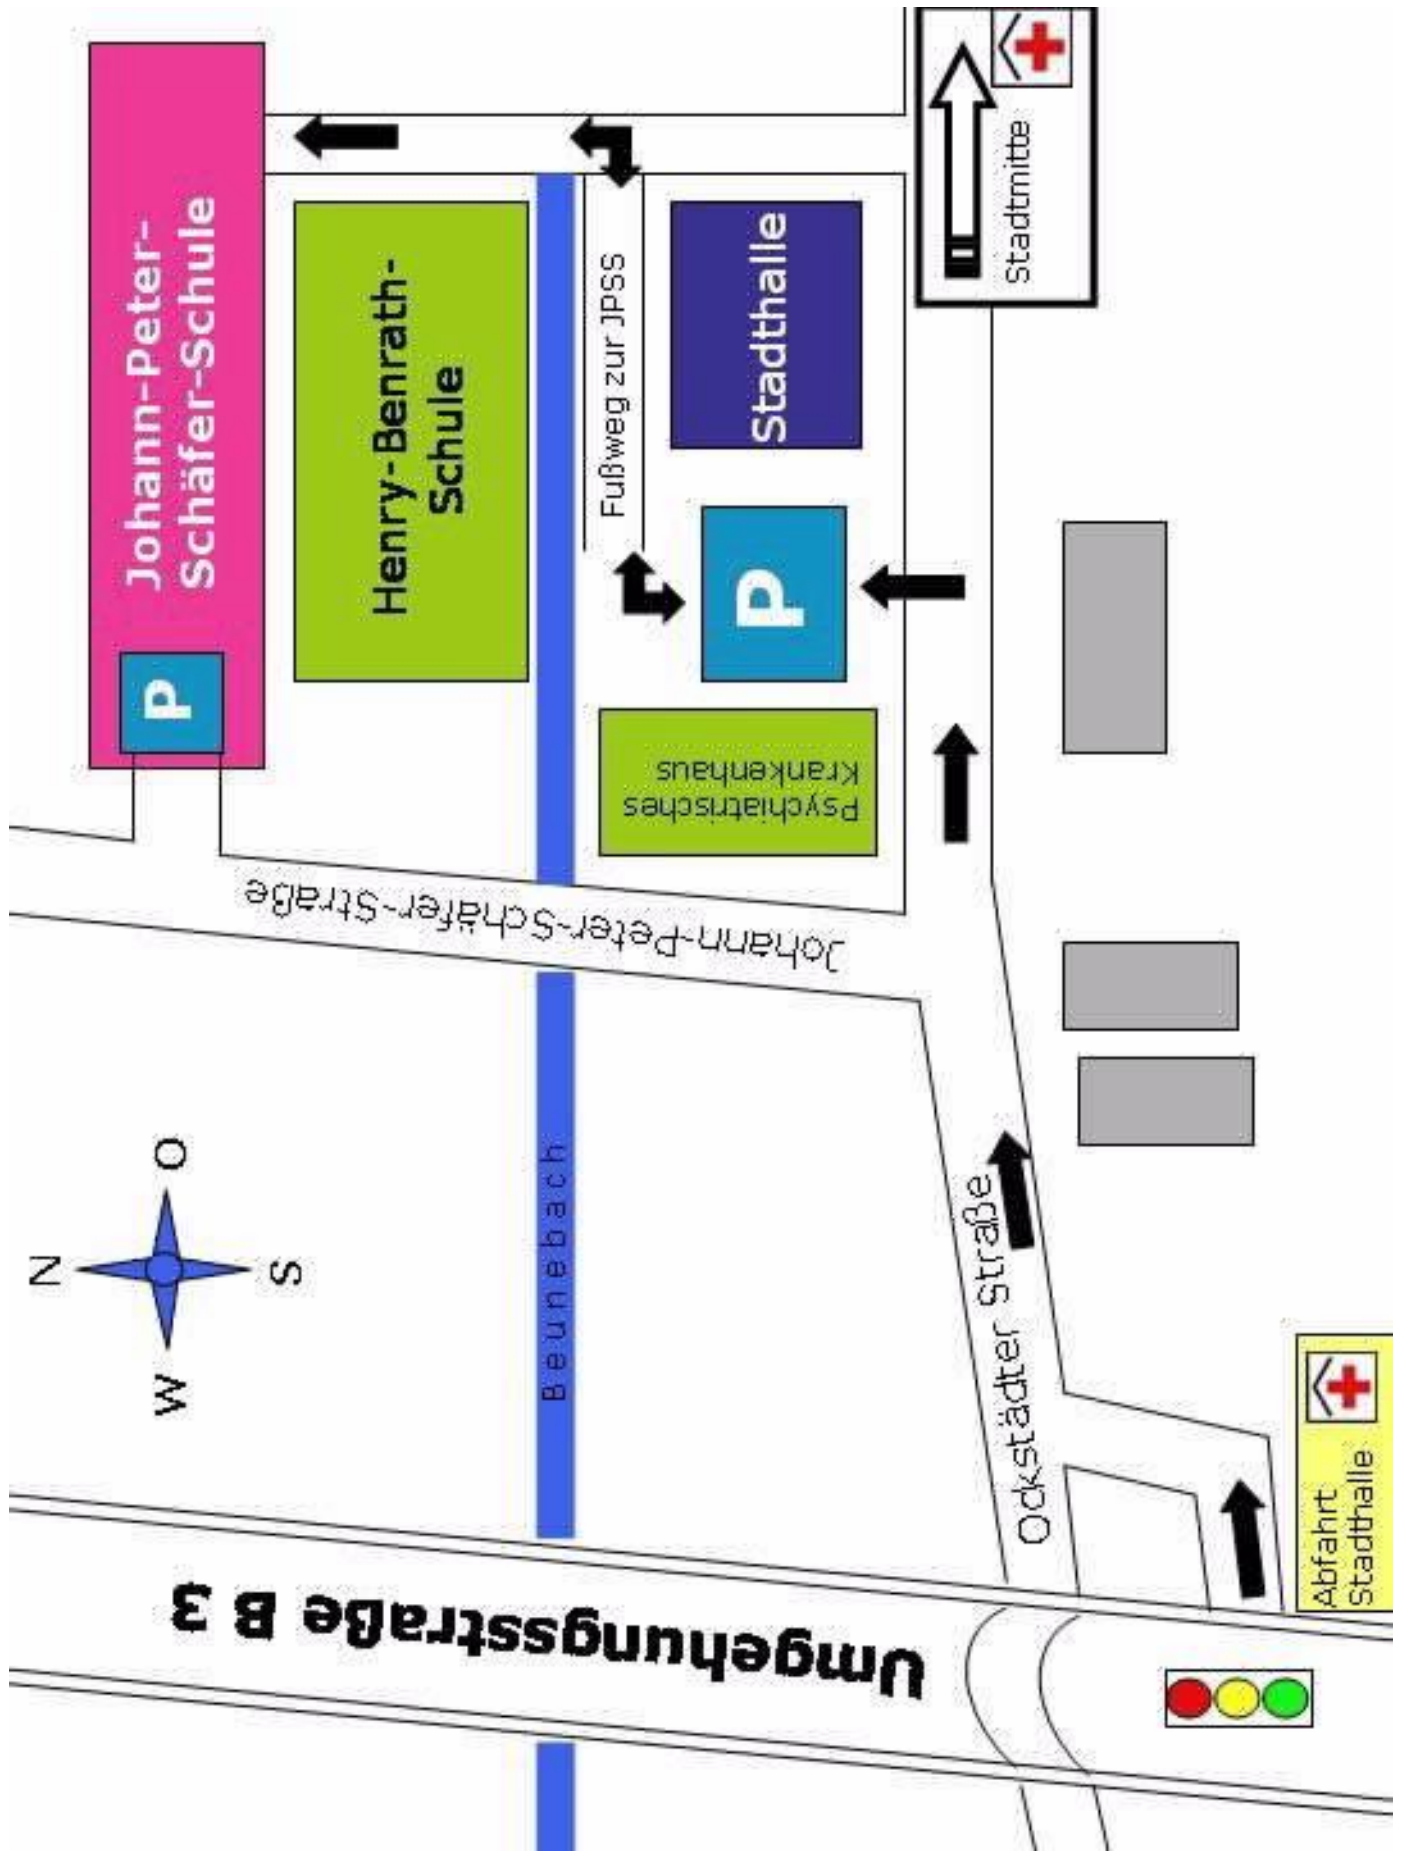 Johann-Peter-
Schäfer-Schule
P
Henry-Benrath-
Schule
Fußweg zur JPSS
Stadthalle
P
Psychiatrisches
Krankenhaus
Stadtmitte
Johann-Peter-Schäfer-Straße
N
O
S
W
Beunebach
Ockstädter Straße
Umgehungsstraße B 3
Abfahrt
Stadthalle